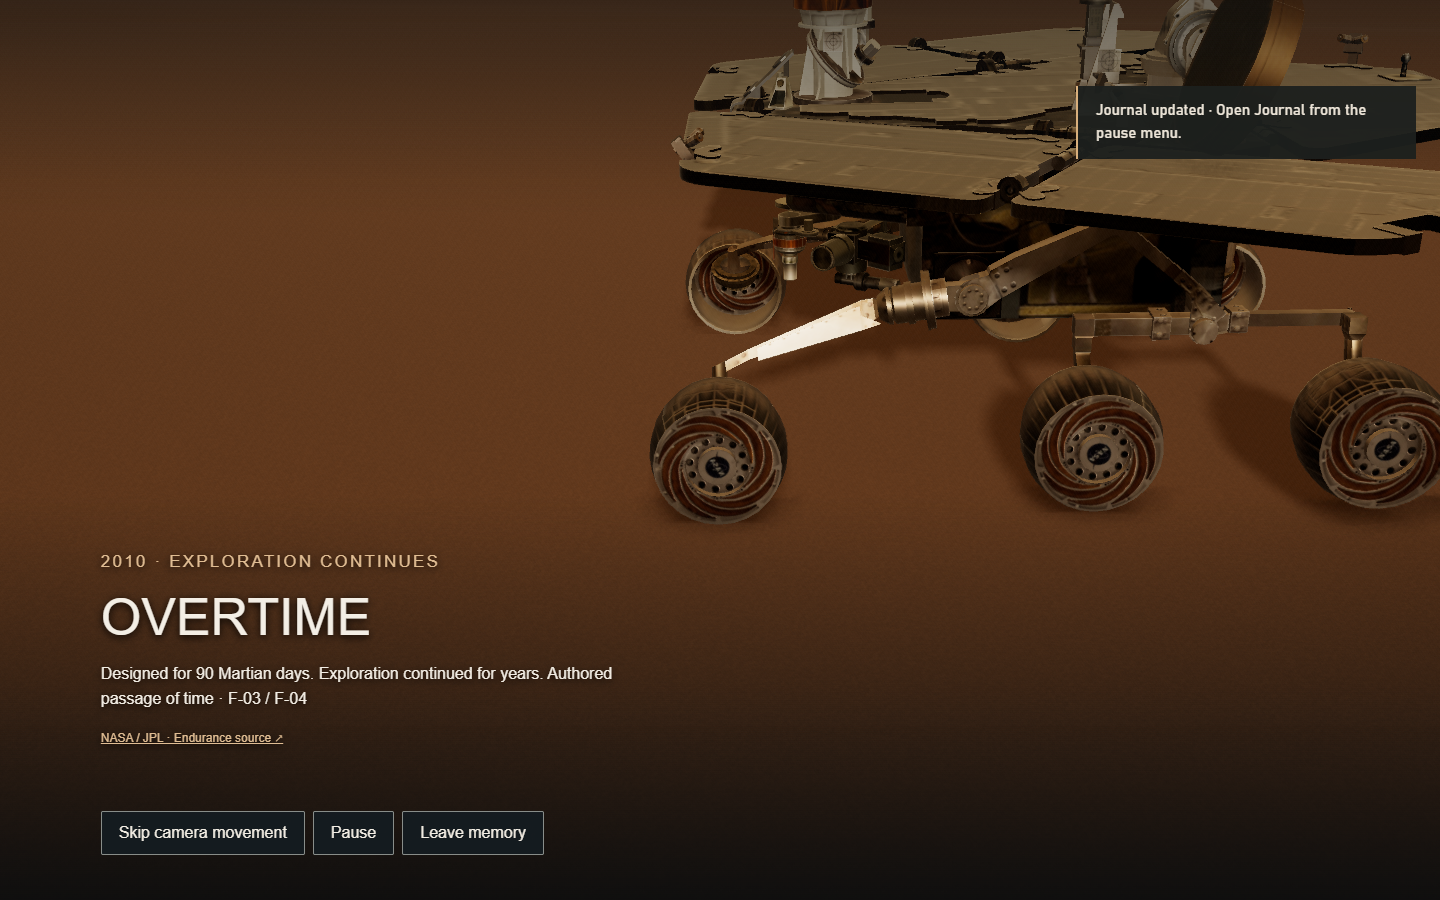 Journal updated · Open Journal from the
pause menu.
2010 · EXPLORATION CONTINUES
OVERTIME
Designed for 90 Martian days. Exploration continued for years. Authored
passage of time · F-03 / F-04
NASA / JPL · Endurance source ↗
Skip camera movement
Pause
Leave memory